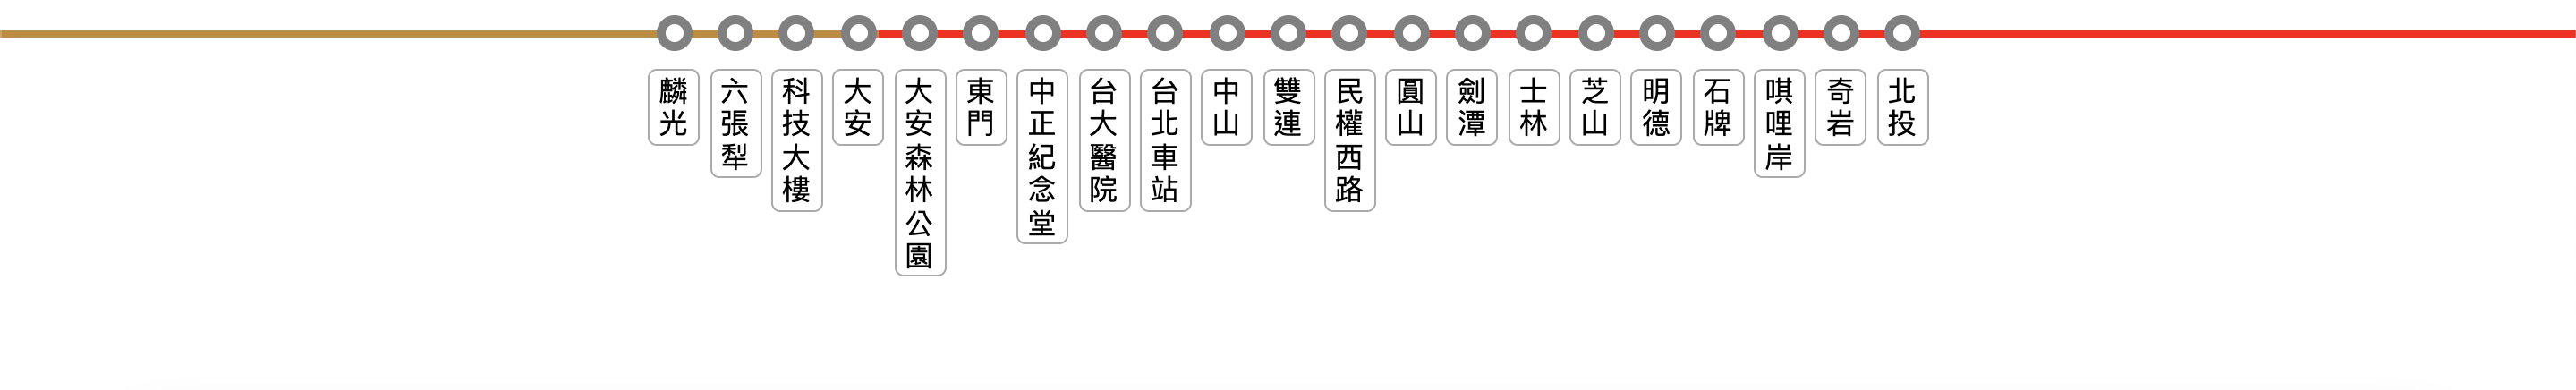 麟光
六張犁
科技大樓
大安
大安森林公園
東門
中正紀念堂
台大醫院
台北車站
中山
雙連
民權西路
圓山
劍潭
士林
芝山
明德
石牌
唭哩岸
奇岩
北投